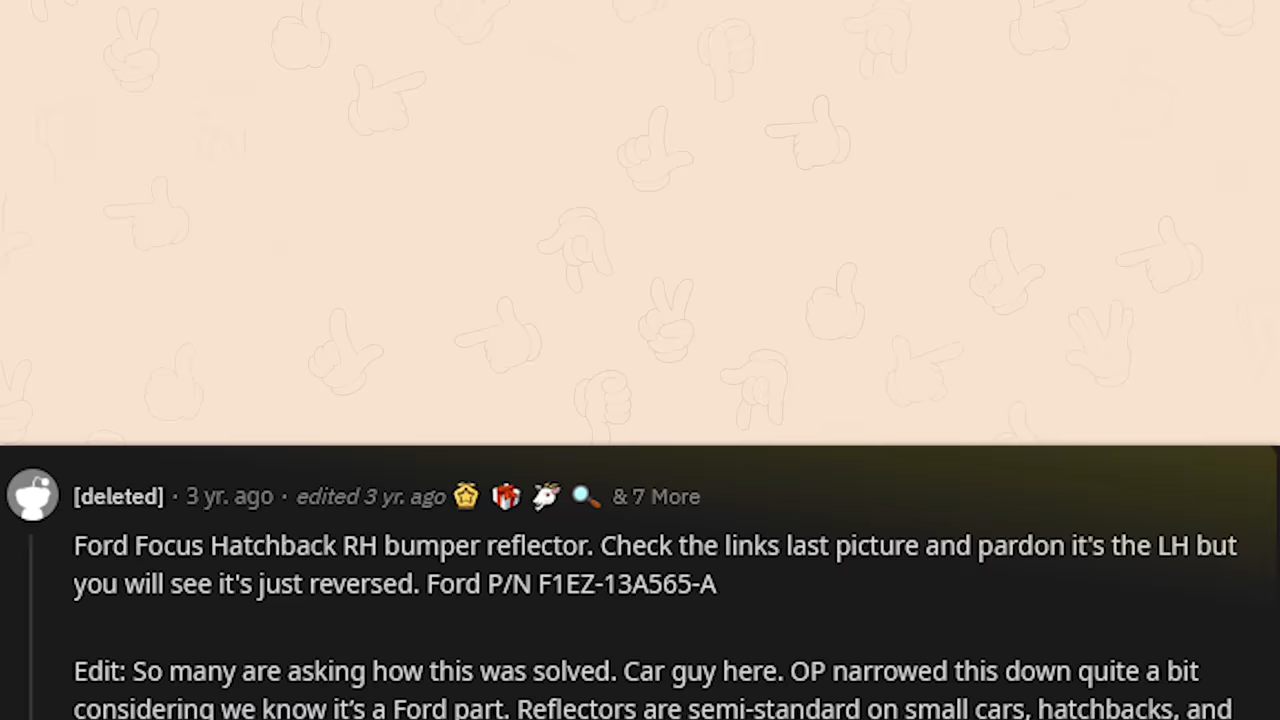 [deleted] · 3 yr. ago · edited 3 yr. ago & 7 More
Ford Focus Hatchback RH bumper reflector. Check the links last picture and pardon it's the LH but
you will see it's just reversed. Ford P/N F1EZ-13A565-A
Edit: So many are asking how this was solved. Car guy here. OP narrowed this down quite a bit
considering we know it’s a Ford part. Reflectors are semi-standard on small cars, hatchbacks, and